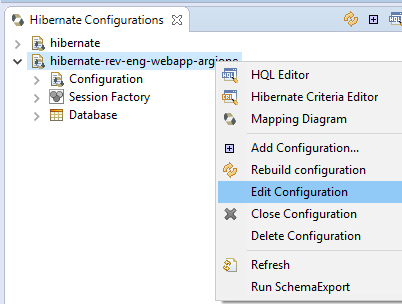 Hibernate Configurations
hibernate
hibernate-rev-eng-webapp-argione
Configuration
Session Factory
Database
HQL Editor
Hibernate Criteria Editor
Mapping Diagram
Add Configuration...
Rebuild configuration
Edit Configuration
Close Configuration
Delete Configuration
Refresh
Run SchemaExport